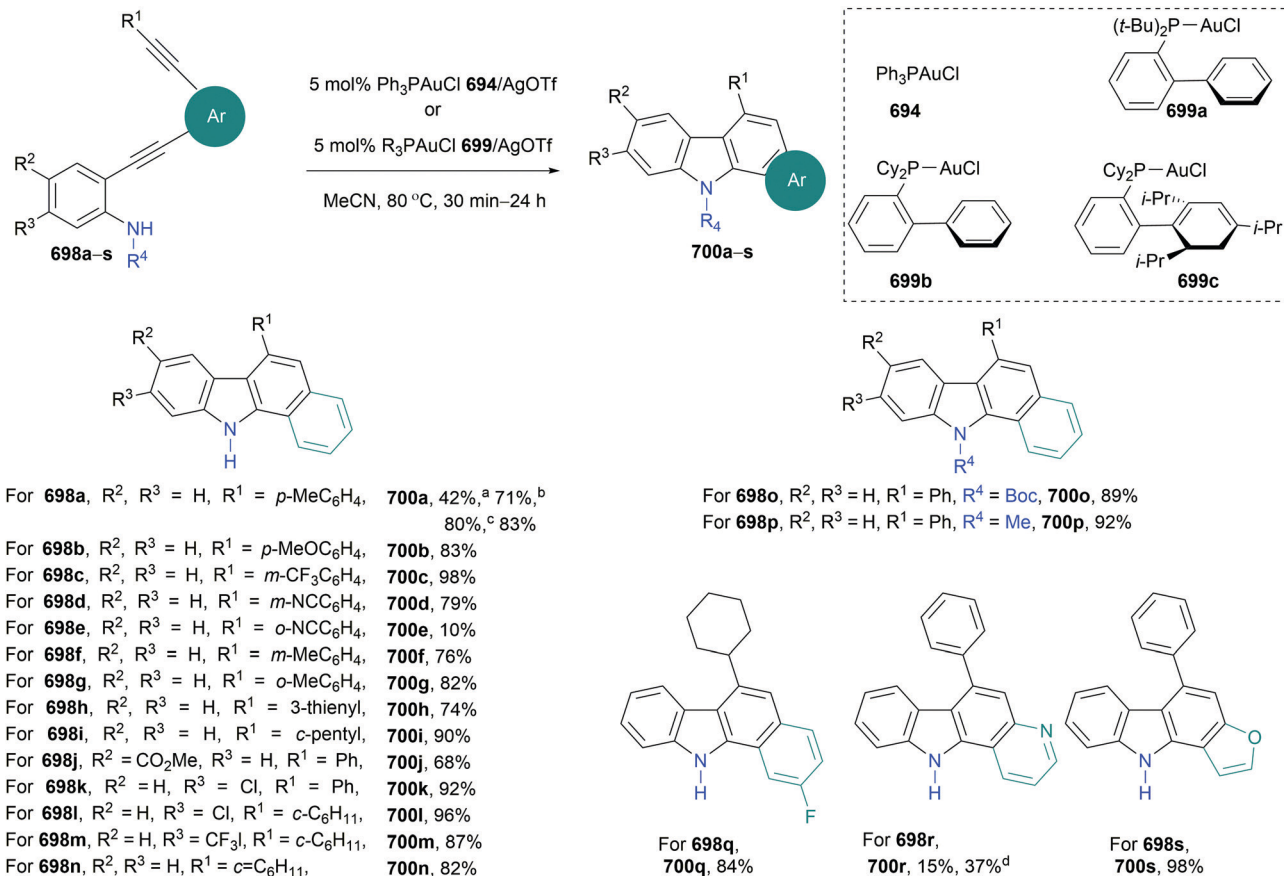 R1
Ar
R2
R3
NH
R4
698a–s
5 mol% Ph3PAuCl 694/AgOTf
or
5 mol% R3PAuCl 699/AgOTf
MeCN, 80 °C, 30 min–24 h
R1
R2
R3
N
R4
Ar
700a–s
Ph3PAuCl
694
(t-Bu)2P—AuCl
699a
Cy2P—AuCl
699b
Cy2P—AuCl
i-Pr
i-Pr
i-Pr
699c
R2
R1
R3
N
H
R2
R1
R3
N
R4
For 698a, R2, R3 = H, R1 = p-MeC6H4, 700a, 42%,a 71%,b
80%,c 83%
For 698b, R2, R3 = H, R1 = p-MeOC6H4, 700b, 83%
For 698c, R2, R3 = H, R1 = m-CF3C6H4, 700c, 98%
For 698d, R2, R3 = H, R1 = m-NCC6H4, 700d, 79%
For 698e, R2, R3 = H, R1 = o-NCC6H4, 700e, 10%
For 698f, R2, R3 = H, R1 = m-MeC6H4, 700f, 76%
For 698g, R2, R3 = H, R1 = o-MeC6H4, 700g, 82%
For 698h, R2, R3 = H, R1 = 3-thienyl, 700h, 74%
For 698i, R2, R3 = H, R1 = c-pentyl, 700i, 90%
For 698j, R2 =CO2Me, R3 = H, R1 = Ph, 700j, 68%
For 698k, R2 =H, R3 = Cl, R1 = Ph, 700k, 92%
For 698l, R2 =H, R3 = Cl, R1 = c-C6H11, 700l, 96%
For 698m, R2 =H, R3 = CF3l, R1 = c-C6H11, 700m, 87%
For 698n, R2, R3 = H, R1 = c=C6H11, 700n, 82%
For 698o, R2, R3 = H, R1 = Ph, R4 = Boc, 700o, 89%
For 698p, R2, R3 = H, R1 = Ph, R4 = Me, 700p, 92%
N
H
F
For 698q,
700q, 84%
N
H
N
For 698r,
700r, 15%, 37%d
N
H
O
For 698s,
700s, 98%